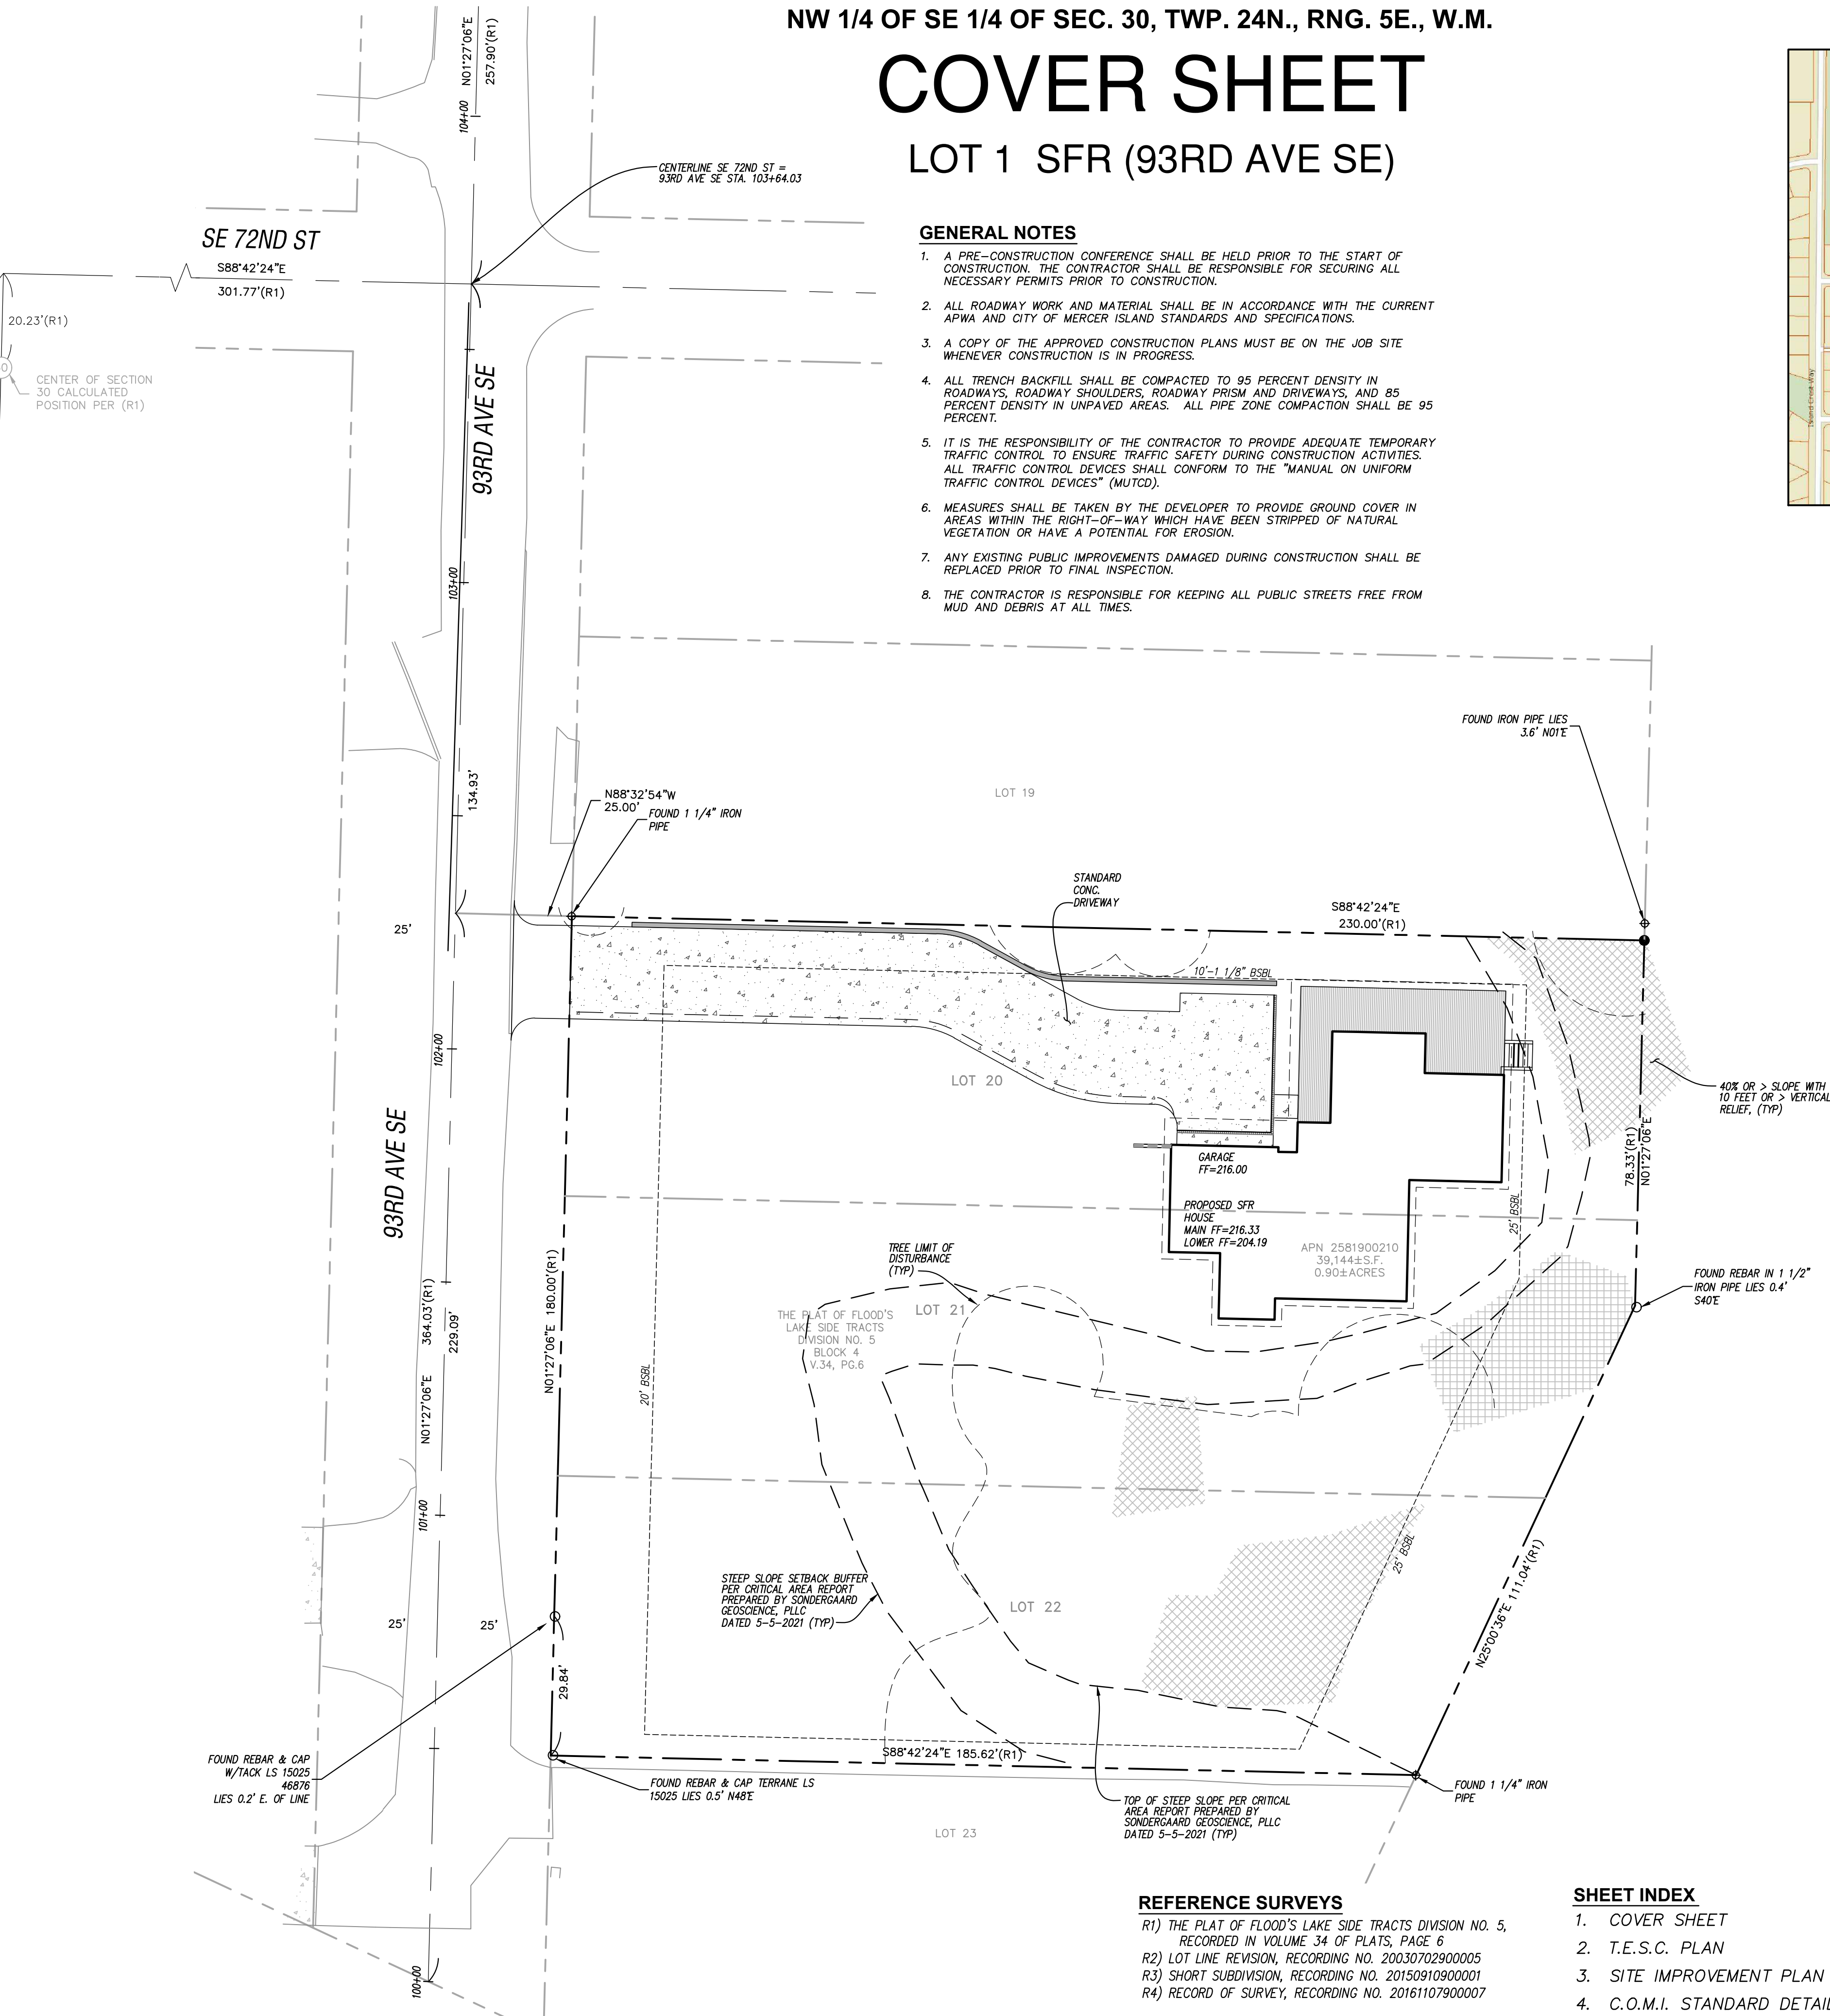 NW 1/4 OF SE 1/4 OF SEC. 30, TWP. 24N., RNG. 5E., W.M.
COVER SHEET
LOT 1 SFR (93RD AVE SE)
N01°27'06"E
257.90'(R1)
104+00
CENTERLINE SE 72ND ST =
93RD AVE SE STA. 103+64.03
SE 72ND ST
S88°42'24"E
301.77'(R1)
20.23'(R1)
CENTER OF SECTION
30 CALCULATED
POSITION PER (R1)
93RD AVE SE
103+00
GENERAL NOTES
1. A PRE-CONSTRUCTION CONFERENCE SHALL BE HELD PRIOR TO THE START OF
CONSTRUCTION. THE CONTRACTOR SHALL BE RESPONSIBLE FOR SECURING ALL
NECESSARY PERMITS PRIOR TO CONSTRUCTION.
2. ALL ROADWAY WORK AND MATERIAL SHALL BE IN ACCORDANCE WITH THE CURRENT
APWA AND CITY OF MERCER ISLAND STANDARDS AND SPECIFICATIONS.
3. A COPY OF THE APPROVED CONSTRUCTION PLANS MUST BE ON THE JOB SITE
WHENEVER CONSTRUCTION IS IN PROGRESS.
4. ALL TRENCH BACKFILL SHALL BE COMPACTED TO 95 PERCENT DENSITY IN
ROADWAYS, ROADWAY SHOULDERS, ROADWAY PRISM AND DRIVEWAYS, AND 85
PERCENT DENSITY IN UNPAVED AREAS. ALL PIPE ZONE COMPACTION SHALL BE 95
PERCENT.
5. IT IS THE RESPONSIBILITY OF THE CONTRACTOR TO PROVIDE ADEQUATE TEMPORARY
TRAFFIC CONTROL TO ENSURE TRAFFIC SAFETY DURING CONSTRUCTION ACTIVITIES.
ALL TRAFFIC CONTROL DEVICES SHALL CONFORM TO THE "MANUAL ON UNIFORM
TRAFFIC CONTROL DEVICES" (MUTCD).
6. MEASURES SHALL BE TAKEN BY THE DEVELOPER TO PROVIDE GROUND COVER IN
AREAS WITHIN THE RIGHT-OF-WAY WHICH HAVE BEEN STRIPPED OF NATURAL
VEGETATION OR HAVE A POTENTIAL FOR EROSION.
7. ANY EXISTING PUBLIC IMPROVEMENTS DAMAGED DURING CONSTRUCTION SHALL BE
REPLACED PRIOR TO FINAL INSPECTION.
8. THE CONTRACTOR IS RESPONSIBLE FOR KEEPING ALL PUBLIC STREETS FREE FROM
MUD AND DEBRIS AT ALL TIMES.
Island Crest Way
FOUND IRON PIPE LIES
3.6' N01°E
134.93'
N88°32'54"W
25.00'
FOUND 1 1/4" IRON
PIPE
LOT 19
STANDARD
CONC.
DRIVEWAY
S88°42'24"E
230.00'(R1)
25'
10'-1 1/8" BSBL
102+00
LOT 20
40% OR > SLOPE WITH
10 FEET OR > VERTICAL
RELIEF, (TYP)
78.33'(R1)
N01°27'06"E
93RD AVE SE
GARAGE
FF=216.00
PROPOSED SFR
HOUSE
MAIN FF=216.33
LOWER FF=204.19
25' BSBL
APN 2581900210
39,144±S.F.
0.90±ACRES
TREE LIMIT OF
DISTURBANCE
(TYP)
FOUND REBAR IN 1 1/2"
IRON PIPE LIES 0.4'
S40°E
N01°27'06"E 180.00'(R1)
N01°27'06"E 364.03'(R1)
229.09'
LOT 21
THE PLAT OF FLOOD'S
LAKE SIDE TRACTS
DIVISION NO. 5
BLOCK 4
V.34, PG.6
20' BSBL
101+00
25' BSBL
N25°00'36"E 111.04'(R1)
STEEP SLOPE SETBACK BUFFER
PER CRITICAL AREA REPORT
PREPARED BY SONDERGAARD
GEOSCIENCE, PLLC
DATED 5-5-2021 (TYP)
LOT 22
25'
25'
29.84'
S88°42'24"E 185.62'(R1)
FOUND REBAR & CAP
W/TACK LS 15025
46876
LIES 0.2' E. OF LINE
FOUND REBAR & CAP TERRANE LS
15025 LIES 0.5' N48°E
FOUND 1 1/4" IRON
PIPE
TOP OF STEEP SLOPE PER CRITICAL
AREA REPORT PREPARED BY
SONDERGAARD GEOSCIENCE, PLLC
DATED 5-5-2021 (TYP)
LOT 23
100+00
REFERENCE SURVEYS
R1) THE PLAT OF FLOOD'S LAKE SIDE TRACTS DIVISION NO. 5,
RECORDED IN VOLUME 34 OF PLATS, PAGE 6
R2) LOT LINE REVISION, RECORDING NO. 20030702900005
R3) SHORT SUBDIVISION, RECORDING NO. 20150910900001
R4) RECORD OF SURVEY, RECORDING NO. 20161107900007
SHEET INDEX
1. COVER SHEET
2. T.E.S.C. PLAN
3. SITE IMPROVEMENT PLAN
4. C.O.M.I. STANDARD